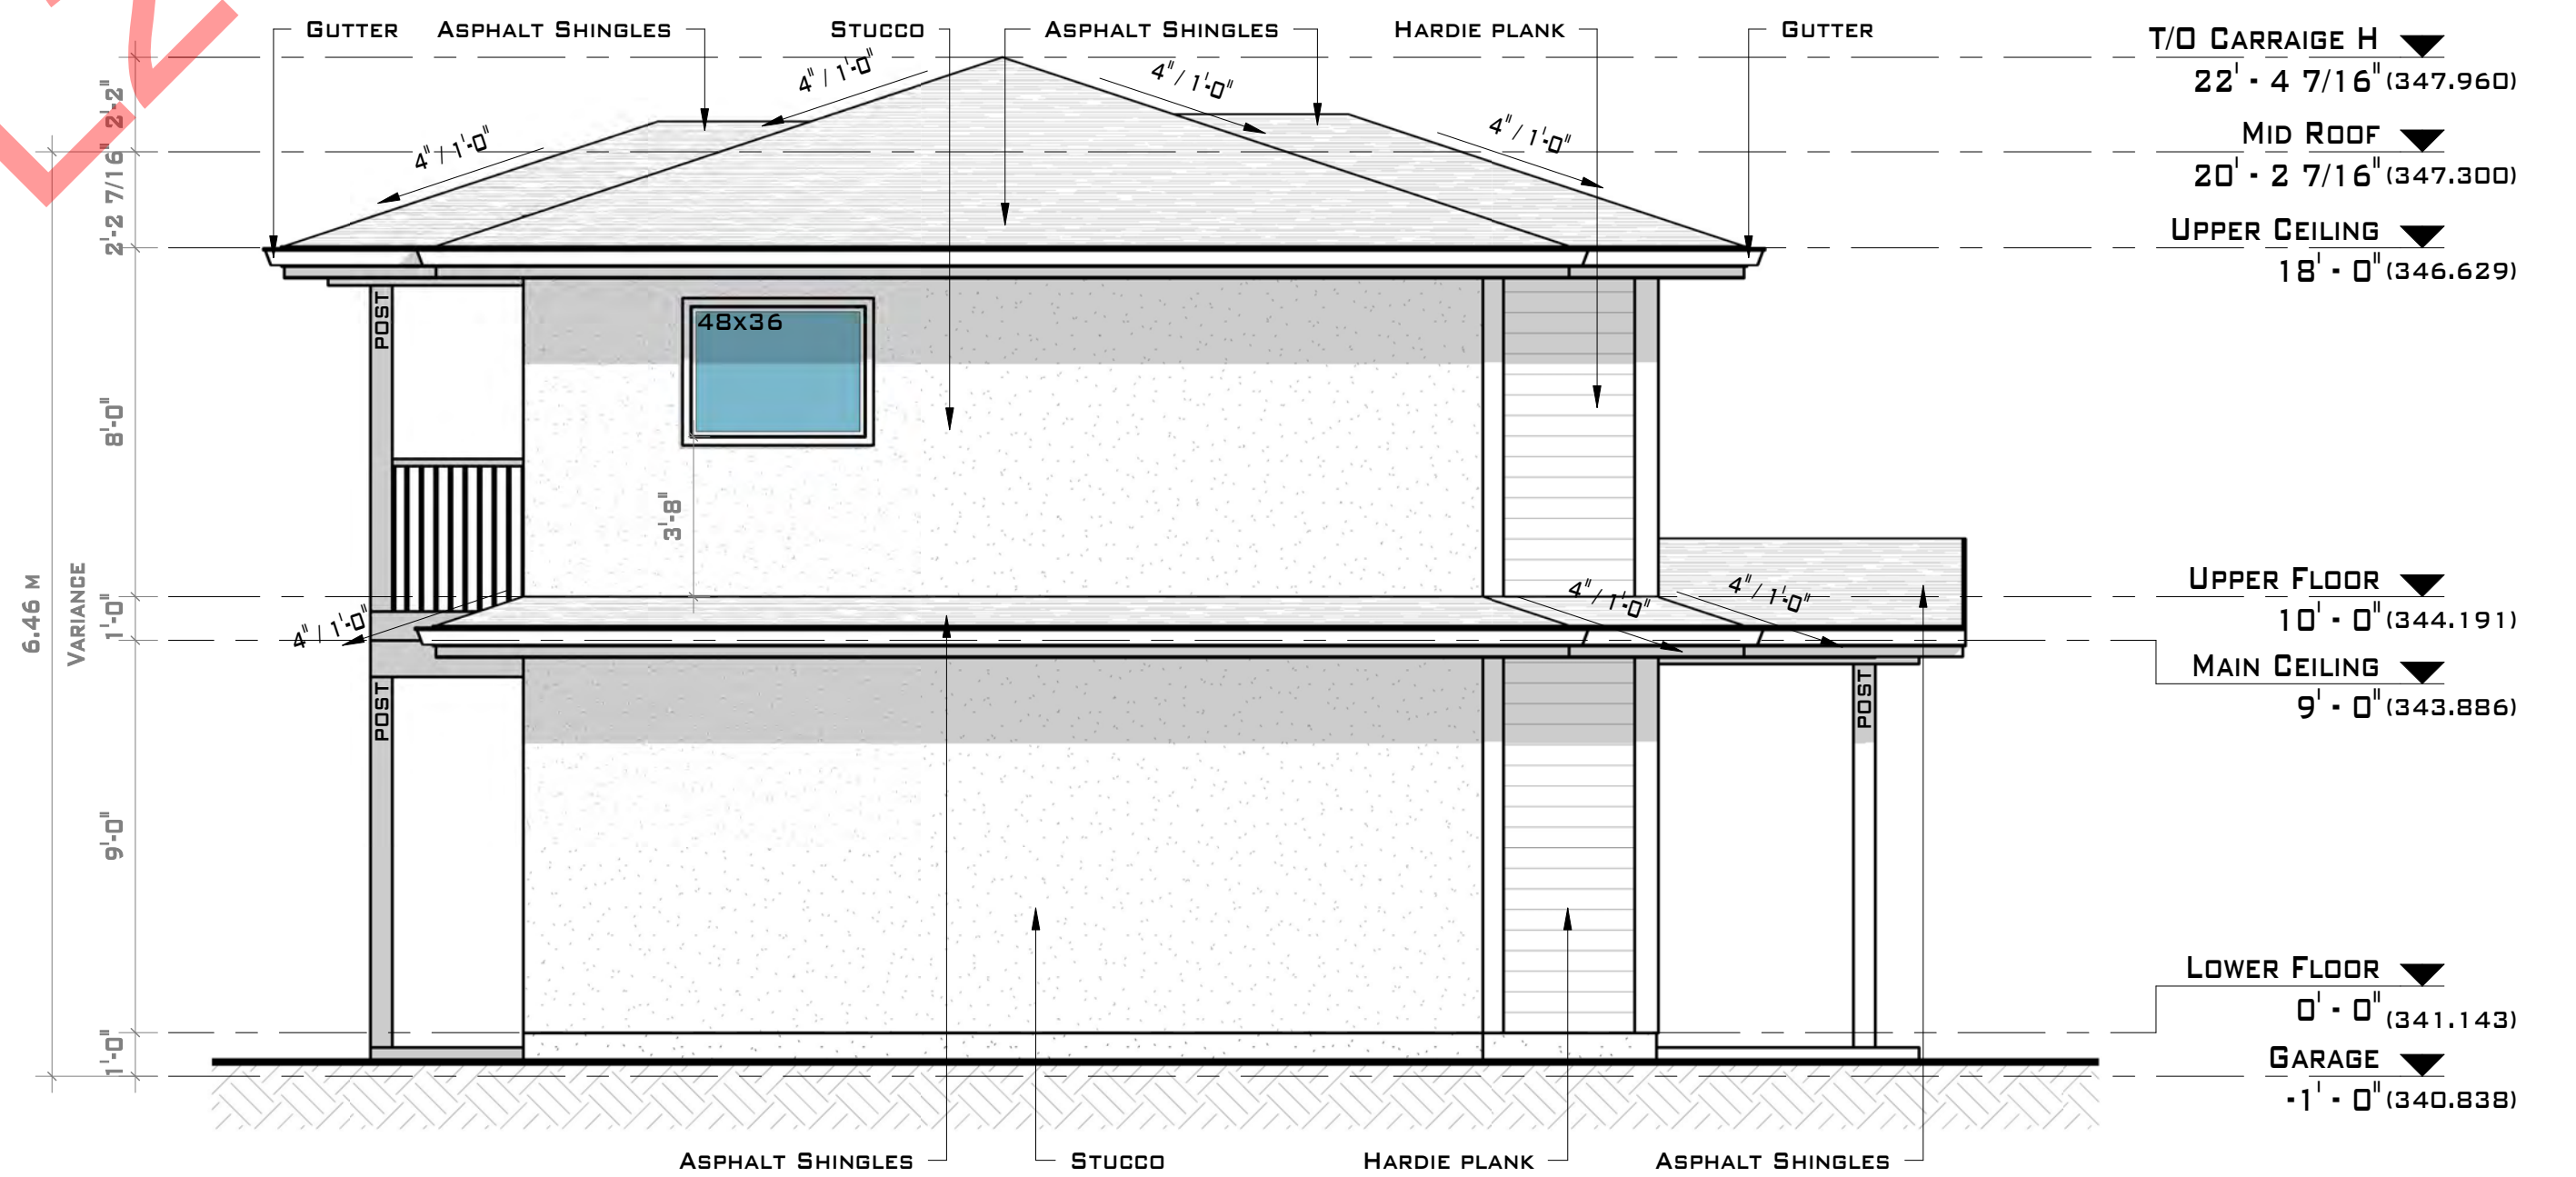 GUTTER
ASPHALT SHINGLES
STUCCO
ASPHALT SHINGLES
HARDIE PLANK
GUTTER
T/O CARRAIGE H
22' - 4 7/16" (347.960)
4" / 1'-0"
4" / 1'-0"
4" / 1'-0"
4" / 1'-0"
2'-2"
MID ROOF
20' - 2 7/16" (347.300)
2'-2 7/16"
UPPER CEILING
18' - 0" (346.629)
POST
48x36
8'-0"
3'-8"
6.46 M
VARIANCE
1'-0"
4" / 1'-0"
4" / 1'-0"
4" / 1'-0"
UPPER FLOOR
10' - 0" (344.191)
MAIN CEILING
9' - 0" (343.886)
POST
POST
9'-0"
LOWER FLOOR
0' - 0" (341.143)
1'-0"
GARAGE
-1' - 0" (340.838)
ASPHALT SHINGLES
STUCCO
HARDIE PLANK
ASPHALT SHINGLES